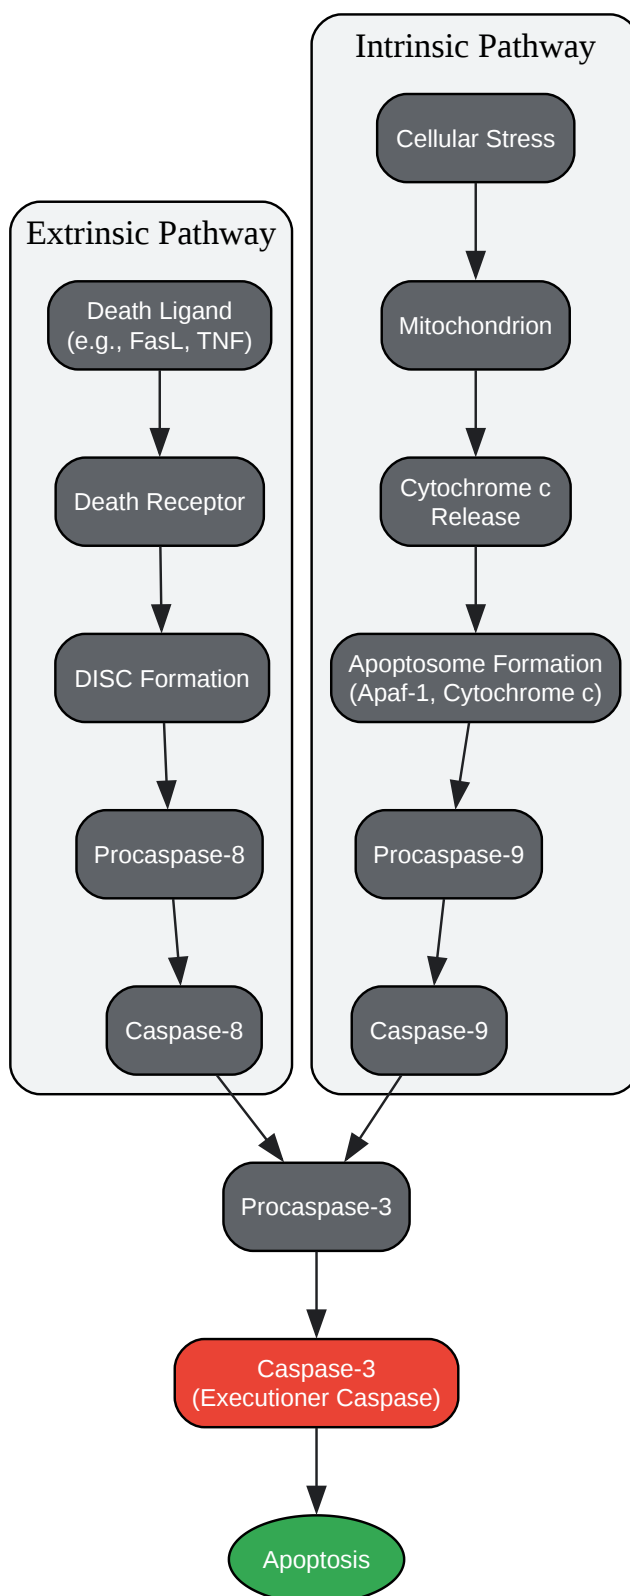 Extrinsic Pathway
Death Ligand
(e.g., FasL, TNF)
Death Receptor
DISC Formation
Procaspase-8
Caspase-8
Intrinsic Pathway
Cellular Stress
Mitochondrion
Cytochrome c
Release
Apoptosome Formation
(Apaf-1, Cytochrome c)
Procaspase-9
Caspase-9
Procaspase-3
Caspase-3
(Executioner Caspase)
Apoptosis